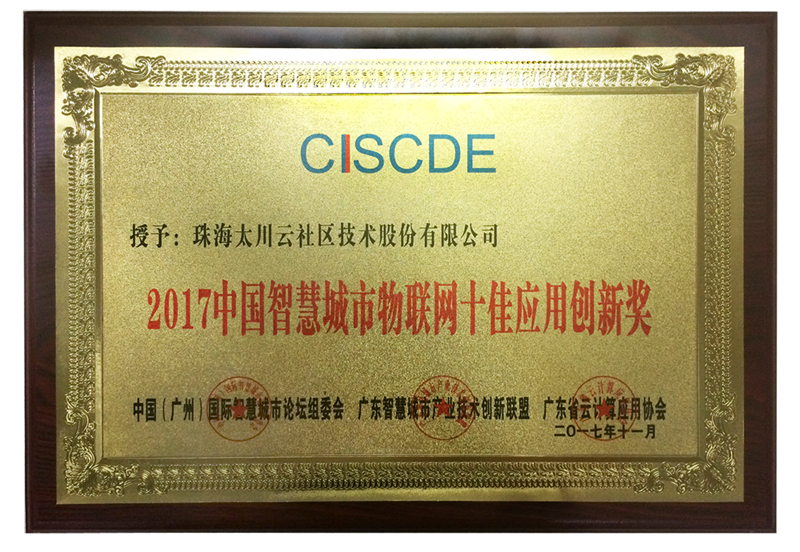 CISCDE
授予：珠海太川云社区技术股份有限公司
2017中国智慧城市物联网十佳应用创新奖
中国（广州）国际智慧城市论坛组委会 广东智慧城市产业技术创新联盟 广东省云计算应用协会
二〇一七年十一月